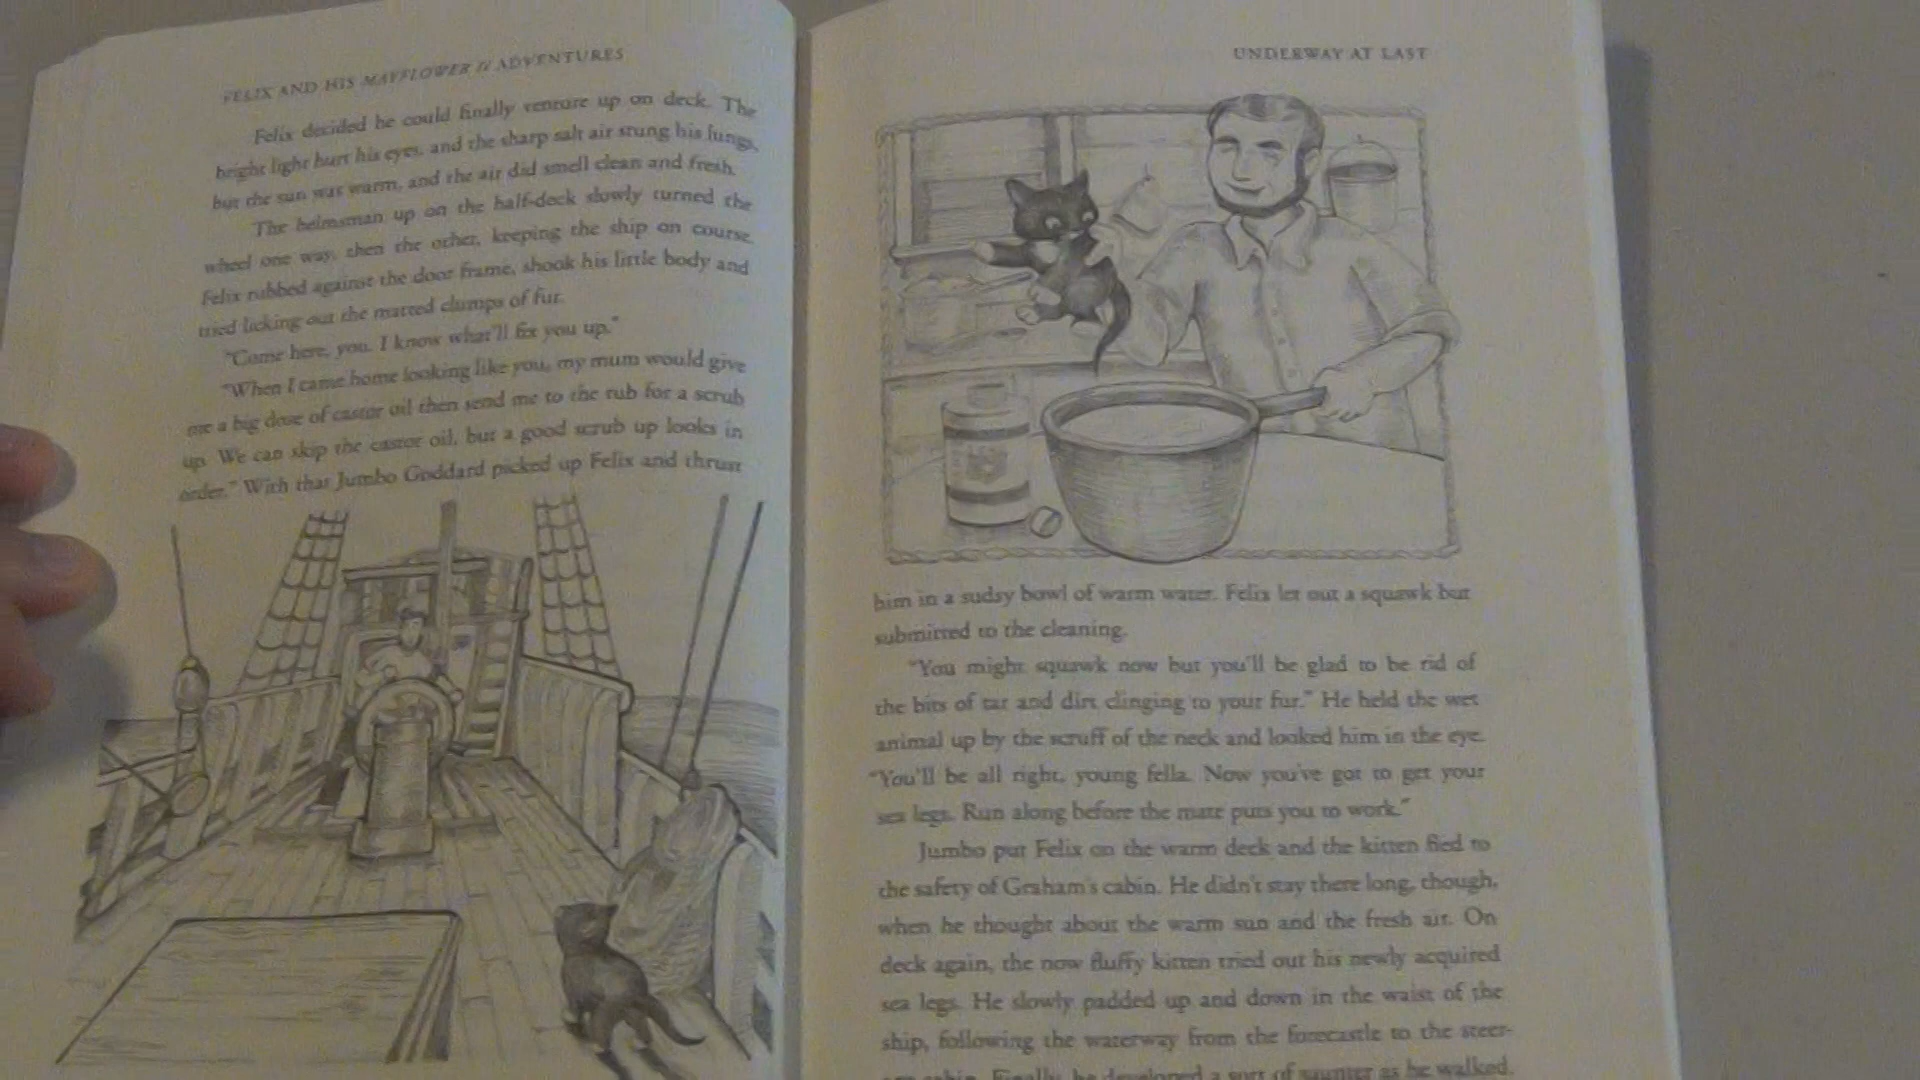 FELIX AND HIS MAYFLOWER II ADVENTURES
Felix decided he could finally venture up on deck. The
bright light hurt his eyes, and the sharp salt air stung his lungs,
but the sun was warm, and the air did smell clean and fresh.
The helmsman up on the half-deck slowly turned the
wheel one way, then the other, keeping the ship on course.
Felix rubbed against the door frame, shook his little body and
tried licking out the matted clumps of fur.
"Come here, you. I know what'll fix you up."
"When I came home looking like you, my mum would give
me a big dose of castor oil then send me to the tub for a scrub
up. We can skip the castor oil, but a good scrub up looks in
order." With that Jumbo Goddard picked up Felix and thrust
UNDERWAY AT LAST
him in a sudsy bowl of warm water. Felix let out a squawk but
submitted to the cleaning.
"You might squawk now but you'll be glad to be rid of
the bits of tar and dirt clinging to your fur." He held the wet
animal up by the scruff of the neck and looked him in the eye.
"You'll be all right, young fella. Now you've got to get your
sea legs. Run along before the mate puts you to work."
Jumbo put Felix on the warm deck and the kitten fled to
the safety of Graham's cabin. He didn't stay there long, though,
when he thought about the warm sun and the fresh air. On
deck again, the now fluffy kitten tried out his newly acquired
sea legs. He slowly padded up and down in the waist of the
ship, following the waterway from the forecastle to the steer-
cabin. Finally, he developed a sort of saunter as he walked.